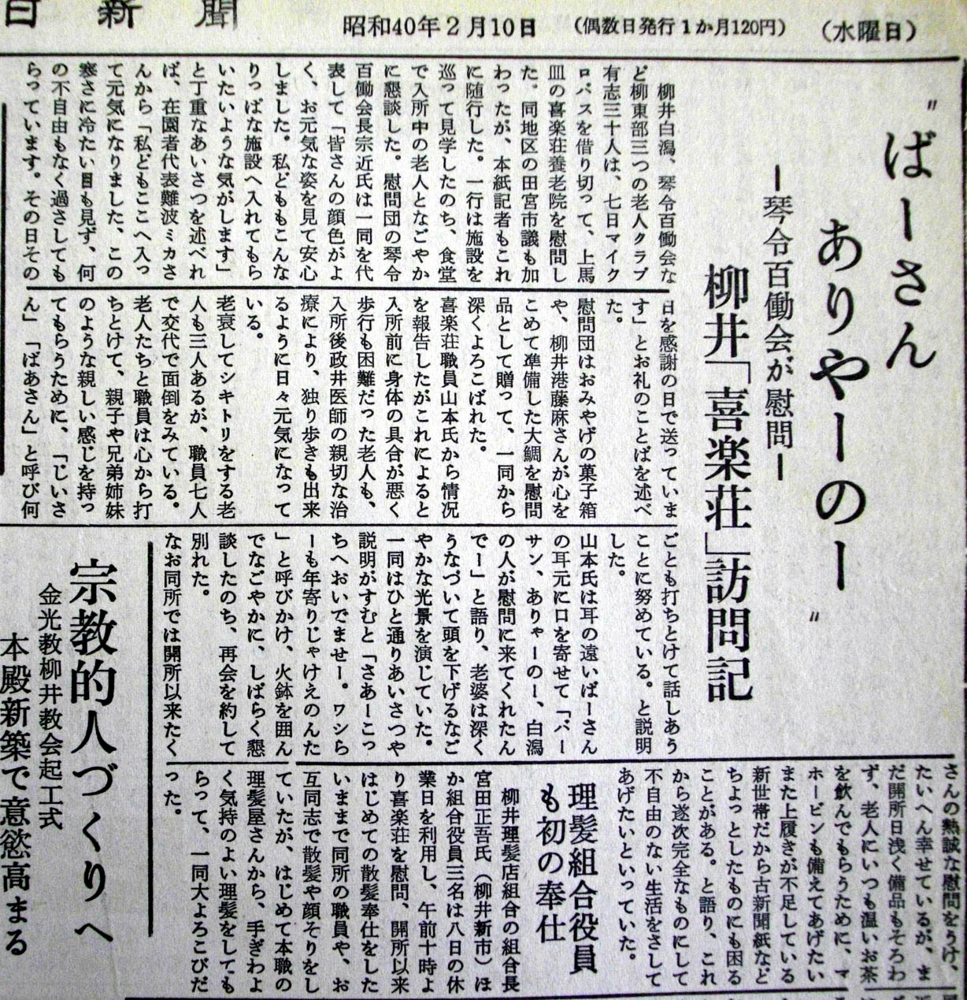 日新聞
昭和40年2月10日
（偶数日発行1か月120円）
（水曜日）
〃ばーさん
ありやーのー〃
ー琴令百働会が慰問ー
柳井「喜楽荘」訪問記
柳井白潟、琴令百働会な
ど柳東部三つの老人クラブ
有志三十人は、七日マイク
ロバスを借り切って、上馬
皿の喜楽荘養老院を慰問し
た。同地区の田宮市議も加
わったが、本紙記者もこれ
に随行した。一行は施設を
巡って見学したのち、食堂
で入所中の老人となごやか
に懇談した。慰問団の琴令
百働会長宗近氏は一同を代
表して「皆さんの顔色がよ
く、お元気な姿を見て安心
しました。私どももこんな
りっぱな施設へ入れてもら
いたいような気がします」
と丁重なあいさつを述べれ
ば、在園者代表難波ミカさ
んから「私どもここへ入っ
て元気になりました、この
寒さに冷たい目も見ず、何
の不自由もなく過さしても
らっています。その日その
日を感謝の日で送っていま
す」とお礼のことばを述べ
た。
慰問団はおみやげの菓子箱
や、柳井港藤麻さんが心を
こめて準備した大鯛を慰問
品として贈って、一同から
深くよろこばれた。
喜楽荘職員山本氏から情況
を報告したがこれによると
入所前に身体の具合が悪く
歩行も困難だった老人も、
入所後政井医師の親切な治
療により、独り歩きも出来
るように日々元気になって
いる。
老衰してシキトリをする老
人も三人あるが、職員七人
で交代で面倒をみている。
老人たちと職員は心から打
ちとけて、親子や兄弟姉妹
のような親しい感じを持っ
てもらうために、「じいさ
ん」「ばあさん」と呼び何
ごとも打ちとけて話しあう
ことに努めている。と説明
した。
山本氏は耳の遠いばーさん
の耳元に口を寄せて「バー
サン、ありゃーのー、白潟
の人が慰問に来てくれたん
でー」と語り、老婆は深く
うなづいて頭を下げるなご
やかな光景を演じていた。
一同はひと通りあいさつや
説明がすむと「さあーこっ
ちへおいでませー。ワシら
ーも年寄りじゃけえのんた
」と呼びかけ、火鉢を囲ん
でなごやかに、しばらく懇
談したのち、再会を約して
別れた。
なお同所では開所以来たく
さんの熱誠な慰問をうけ、
たいへん幸せているが、ま
だ開所日浅く備品もそろわ
ず、老人にいつも温いお茶
を飲んでもらうために、マ
ホービンも備えてあげたい
また上履きが不足している
新世帯だから古新聞紙など
ちょっとしたものにも困る
ことがある。と語り、これ
から遂次完全なものにして
不自由のない生活をさして
あげたいといっていた。
理髪組合役員
も初の奉仕
柳井理髪店組合の組合長
宮田正吾氏（柳井新市）ほ
か組合役員三名は八日の休
業日を利用し、午前十時よ
り喜楽荘を慰問、開所以来
はじめての散髪奉仕をした
いままで同所の職員や、お
互同志で散髪や顔そりをし
ていたが、はじめて本職の
理髪屋さんから、手ぎわよ
く気持のよい理髪をしても
らって、一同大よろこびだ
った。
宗教的人づくりへ
金光教柳井教会起工式
本殿新築で意慾高まる